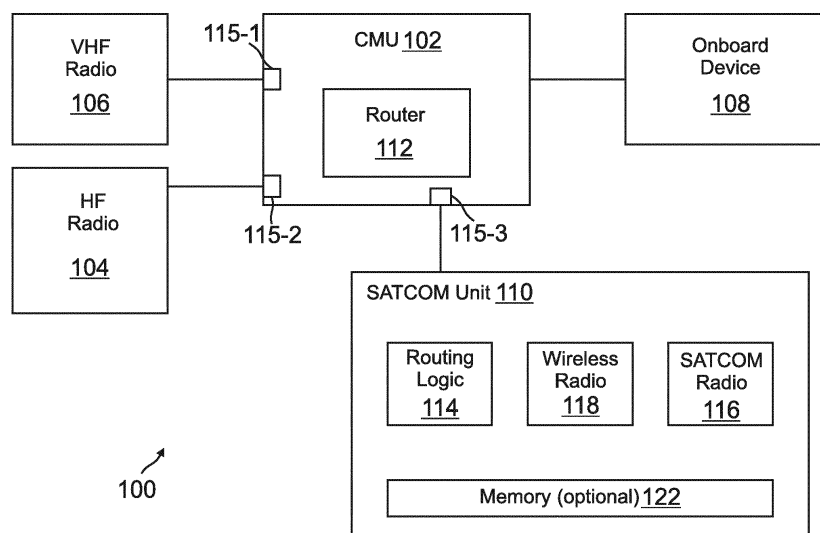 115-1
VHF
Radio
106
CMU 102
Onboard
Device
108
Router
112
HF
Radio
104
115-2
115-3
SATCOM Unit 110
Routing
Logic
114
Wireless
Radio
118
SATCOM
Radio
116
100
Memory (optional) 122